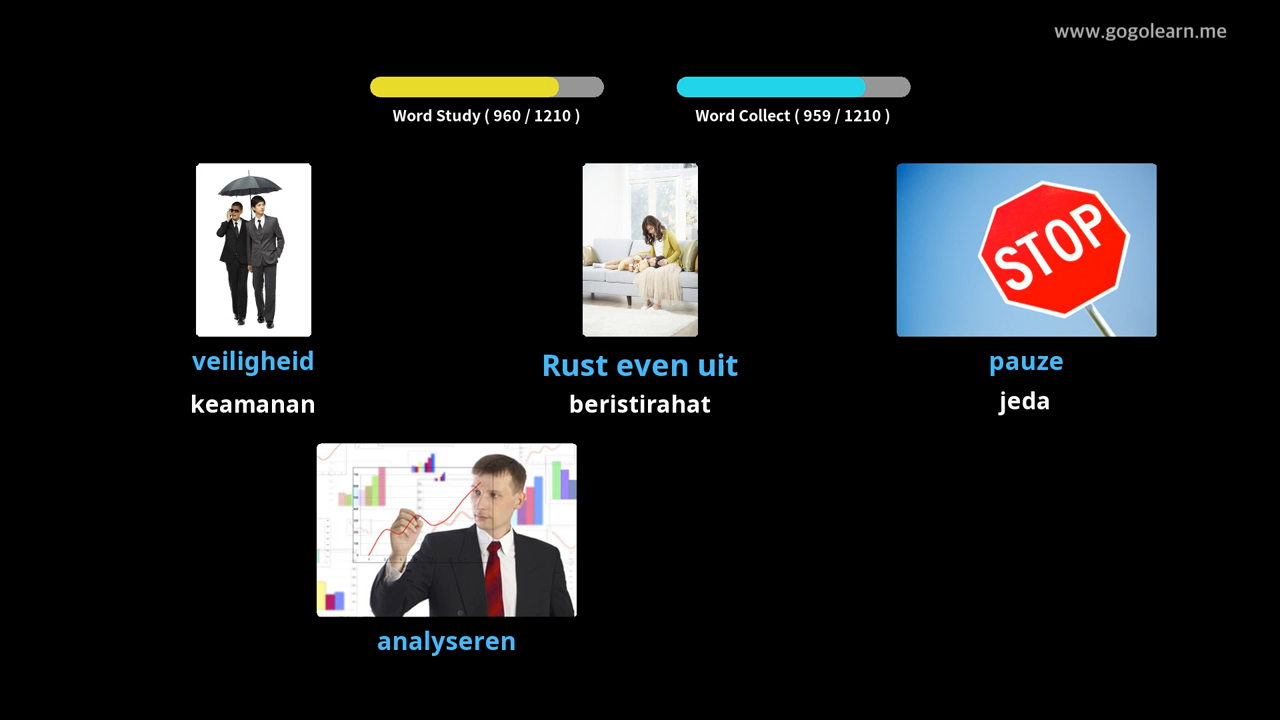 www.gogolearn.me
Word Study ( 960 / 1210 )
Word Collect ( 959 / 1210 )
STOP
veiligheid
keamanan
Rust even uit
beristirahat
pauze
jeda
analyseren